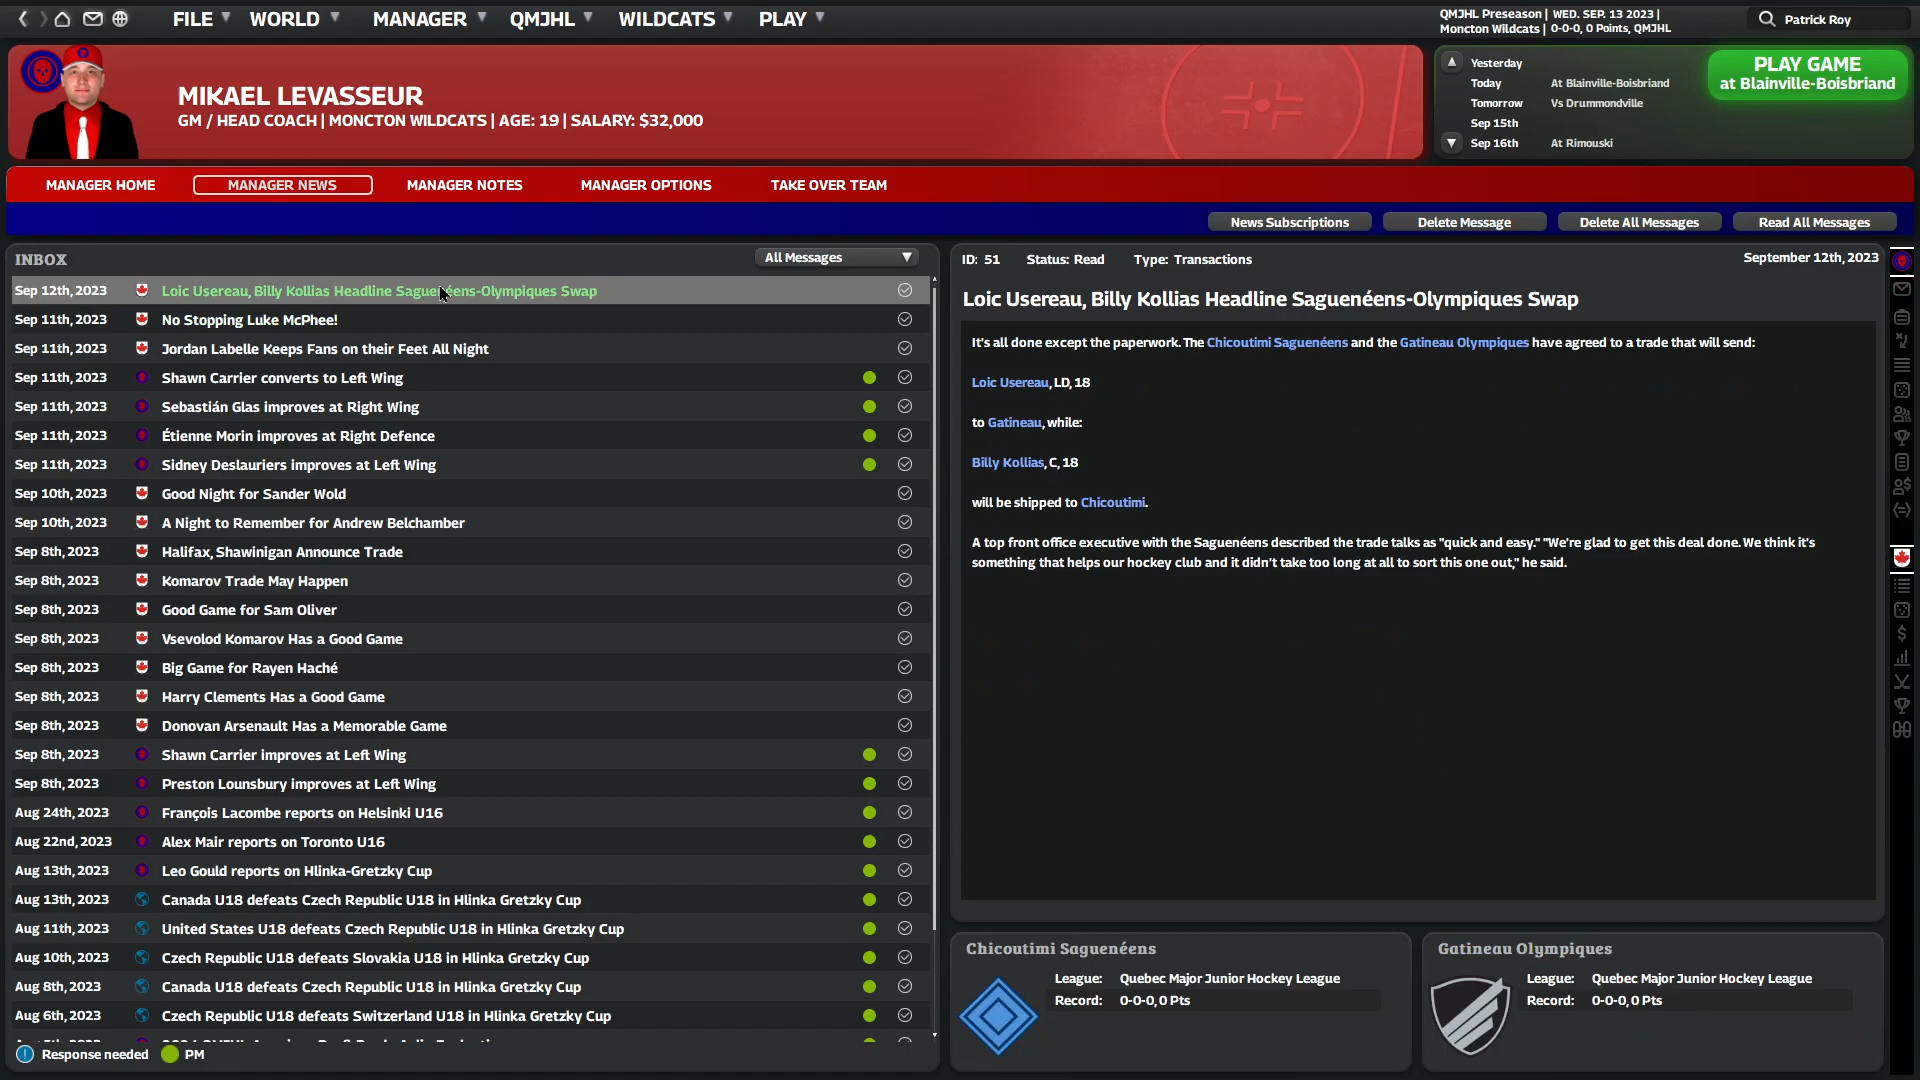 FILE WORLD MANAGER QMJHL WILDCATS PLAY
QMJHL Preseason | WED. SEP. 13 2023 |
Moncton Wildcats | 0-0-0, 0 Points, QMJHL
Patrick Roy
MIKAEL LEVASSEUR
GM / HEAD COACH | MONCTON WILDCATS | AGE: 19 | SALARY: $32,000
Yesterday
Today At Blainville-Boisbriand
Tomorrow Vs Drummondville
Sep 15th
Sep 16th At Rimouski
PLAY GAME
at Blainville-Boisbriand
MANAGER HOME MANAGER NEWS MANAGER NOTES MANAGER OPTIONS TAKE OVER TEAM
News Subscriptions Delete Message Delete All Messages Read All Messages
INBOX All Messages
Sep 12th, 2023 Loic Usereau, Billy Kollias Headline Saguenéens-Olympiques Swap
Sep 11th, 2023 No Stopping Luke McPhee!
Sep 11th, 2023 Jordan Labelle Keeps Fans on their Feet All Night
Sep 11th, 2023 Shawn Carrier converts to Left Wing
Sep 11th, 2023 Sebastián Glas improves at Right Wing
Sep 11th, 2023 Étienne Morin improves at Right Defence
Sep 11th, 2023 Sidney Deslauriers improves at Left Wing
Sep 10th, 2023 Good Night for Sander Wold
Sep 10th, 2023 A Night to Remember for Andrew Belchamber
Sep 8th, 2023 Halifax, Shawinigan Announce Trade
Sep 8th, 2023 Komarov Trade May Happen
Sep 8th, 2023 Good Game for Sam Oliver
Sep 8th, 2023 Vsevolod Komarov Has a Good Game
Sep 8th, 2023 Big Game for Rayen Haché
Sep 8th, 2023 Harry Clements Has a Good Game
Sep 8th, 2023 Donovan Arsenault Has a Memorable Game
Sep 8th, 2023 Shawn Carrier improves at Left Wing
Sep 8th, 2023 Preston Lounsbury improves at Left Wing
Aug 24th, 2023 François Lacombe reports on Helsinki U16
Aug 22nd, 2023 Alex Mair reports on Toronto U16
Aug 13th, 2023 Leo Gould reports on Hlinka-Gretzky Cup
Aug 13th, 2023 Canada U18 defeats Czech Republic U18 in Hlinka Gretzky Cup
Aug 11th, 2023 United States U18 defeats Czech Republic U18 in Hlinka Gretzky Cup
Aug 10th, 2023 Czech Republic U18 defeats Slovakia U18 in Hlinka Gretzky Cup
Aug 8th, 2023 Canada U18 defeats Czech Republic U18 in Hlinka Gretzky Cup
Aug 6th, 2023 Czech Republic U18 defeats Switzerland U18 in Hlinka Gretzky Cup
Response needed PM
ID: 51 Status: Read Type: Transactions September 12th, 2023
Loic Usereau, Billy Kollias Headline Saguenéens-Olympiques Swap
It's all done except the paperwork. The Chicoutimi Saguenéens and the Gatineau Olympiques have agreed to a trade that will send:
Loic Usereau, LD, 18
to Gatineau, while:
Billy Kollias, C, 18
will be shipped to Chicoutimi.
A top front office executive with the Saguenéens described the trade talks as "quick and easy." "We're glad to get this deal done. We think it's
something that helps our hockey club and it didn't take too long at all to sort this one out," he said.
Chicoutimi Saguenéens
League: Quebec Major Junior Hockey League
Record: 0-0-0, 0 Pts
Gatineau Olympiques
League: Quebec Major Junior Hockey League
Record: 0-0-0, 0 Pts